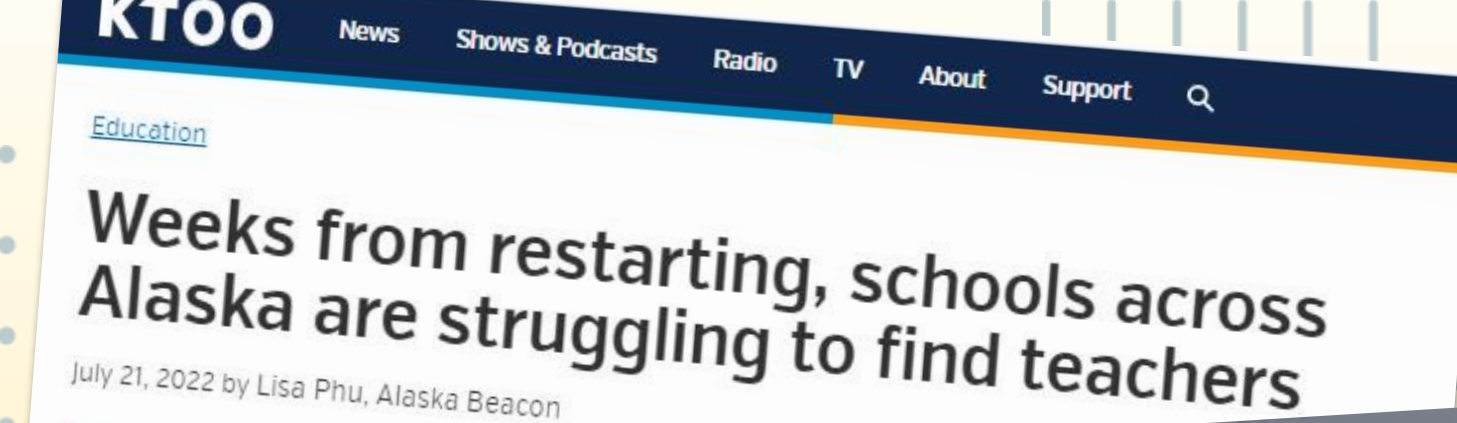 KTOO News Shows & Podcasts Radio TV About Support
Education
Weeks from restarting, schools across
Alaska are struggling to find teachers
July 21, 2022 by Lisa Phu, Alaska Beacon